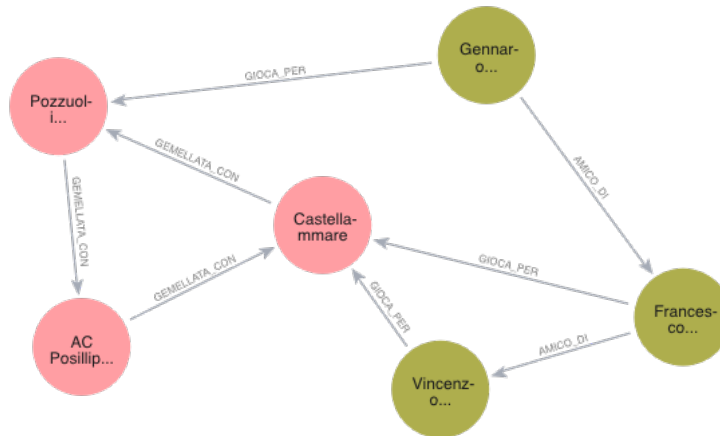 Gennar-
o...
GIOCA_PER
Pozzuol-
i...
GEMELLATA_CON
AMICO_DI
GEMELLATA_CON
Castella-
mmare
GIOCA_PER
GEMELLATA_CON
GIOCA_PER
Frances-
co...
AC
Posillip...
AMICO_DI
Vincenz-
o...